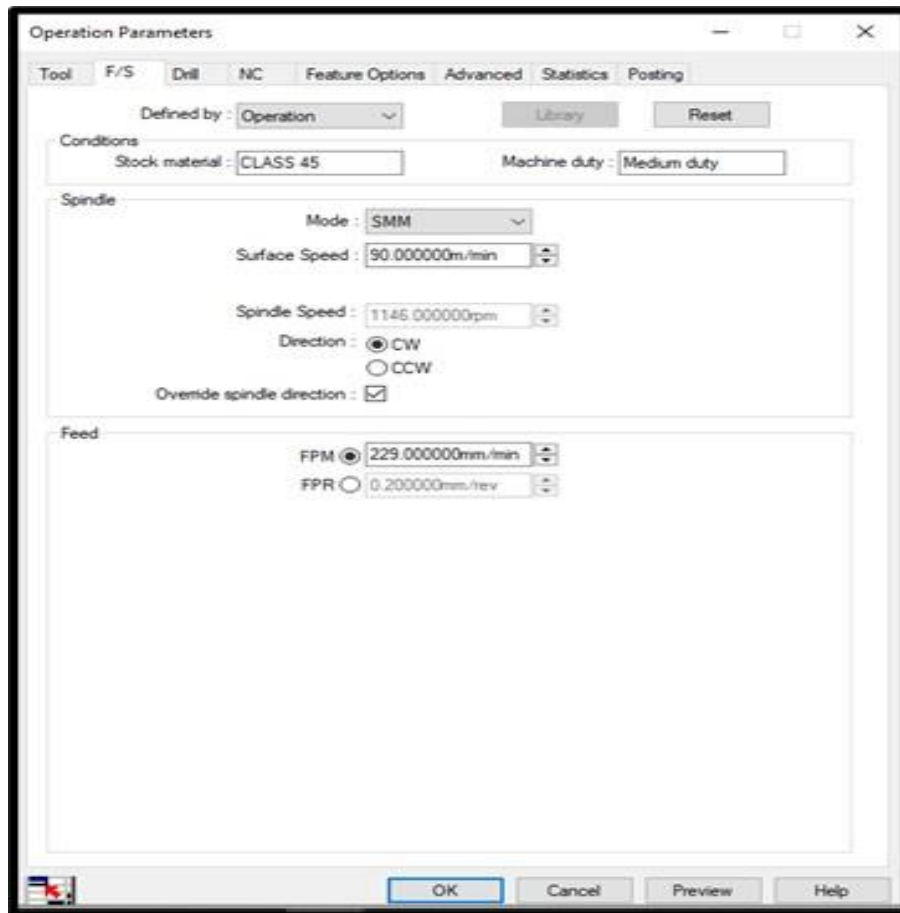 Operation Parameters
Tool F/S Drill NC Feature Options Advanced Statistics Posting
Defined by : Operation Library Reset
Conditions
Stock material : CLASS 45 Machine duty : Medium duty
Spindle
Mode : SMM
Surface Speed : 90.000000m/min
Spindle Speed : 1146.000000rpm
Direction : CW
CCW
Override spindle direction :
Feed
FPM 229.000000mm/min
FPR 0.200000mm/rev
OK Cancel Preview Help